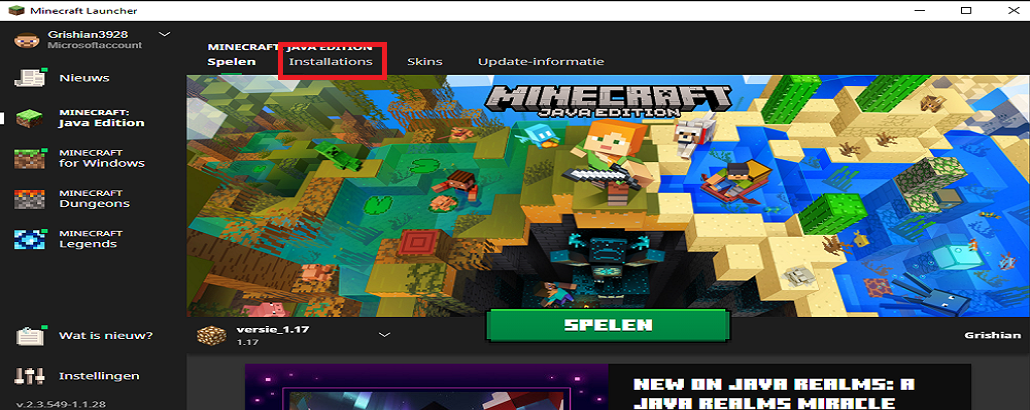 Minecraft Launcher
Grishian3928
Microsoftaccount
Nieuws
MINECRAFT:
Java Edition
MINECRAFT
for Windows
MINECRAFT
Dungeons
MINECRAFT
Legends
Wat is nieuw?
Instellingen
v.2.3.549-1.1.28
MINECRAFT: JAVA EDITION
Spelen Installations Skins Update-informatie
MINECRAFT
JAVA EDITION
versie_1.17
1.17
SPELEN
Grishian
NEW ON JAVA REALMS: A
JAVA REALMS MIRACLE